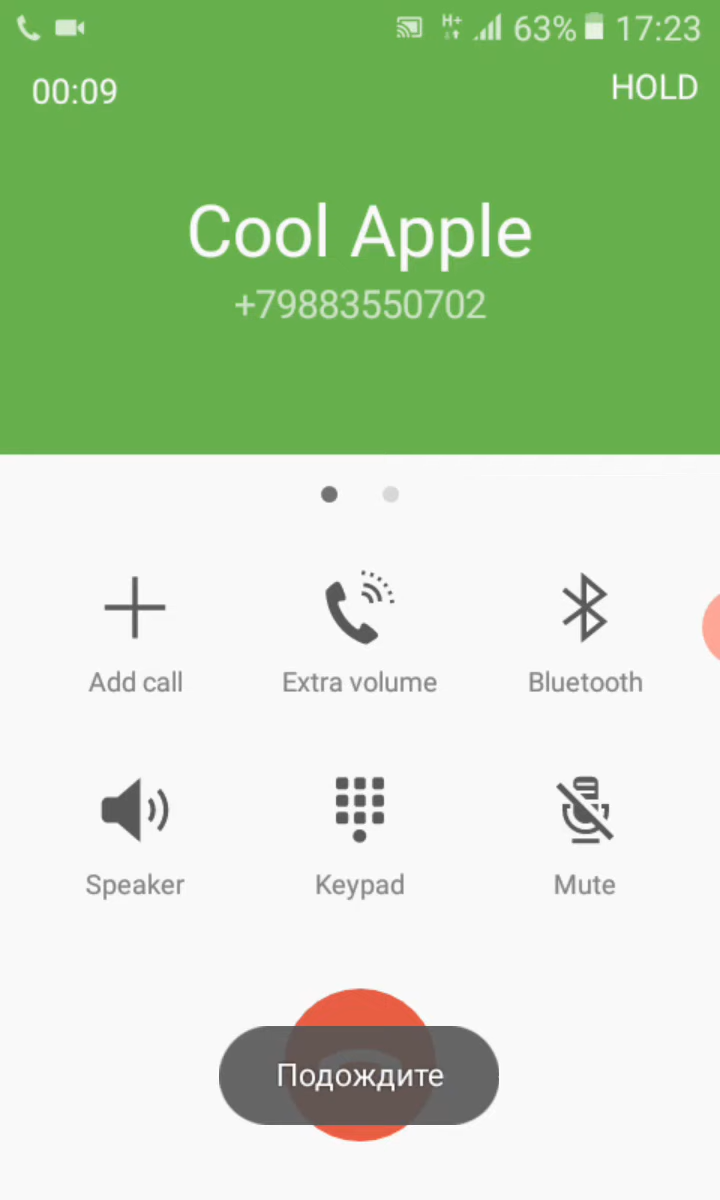 H+ 63% 17:23
00:09 HOLD
Cool Apple
+79883550702
Add call Extra volume Bluetooth
Speaker Keypad Mute
Подождите